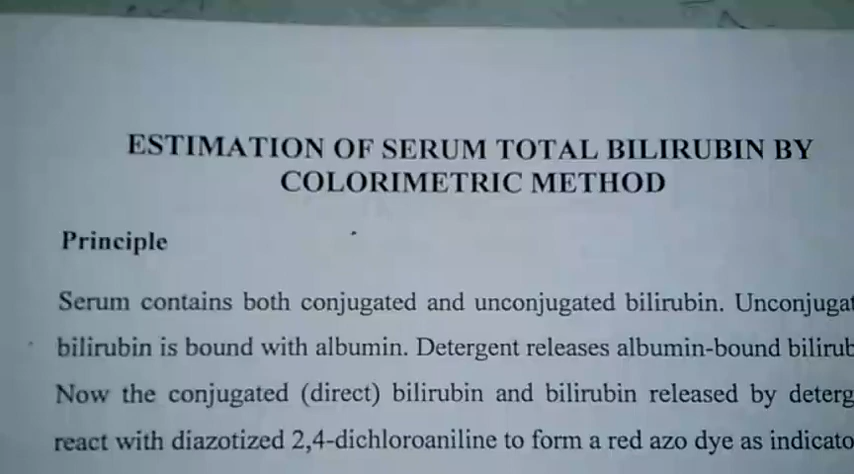 ESTIMATION OF SERUM TOTAL BILIRUBIN BY
COLORIMETRIC METHOD
Principle
Serum contains both conjugated and unconjugated bilirubin. Unconjugat
bilirubin is bound with albumin. Detergent releases albumin-bound bilirub
Now the conjugated (direct) bilirubin and bilirubin released by deterg
react with diazotized 2,4-dichloroaniline to form a red azo dye as indicato